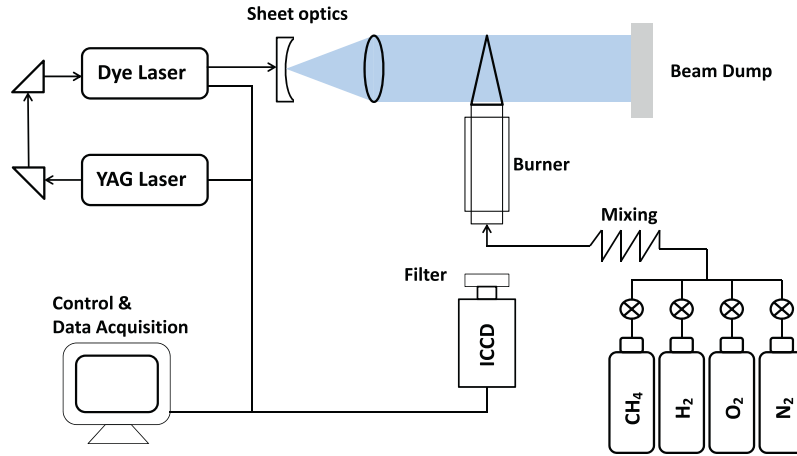 Sheet optics
Dye Laser
Beam Dump
YAG Laser
Burner
Mixing
Filter
Control &
Data Acquisition
ICCD
CH₄
H₂
O₂
N₂